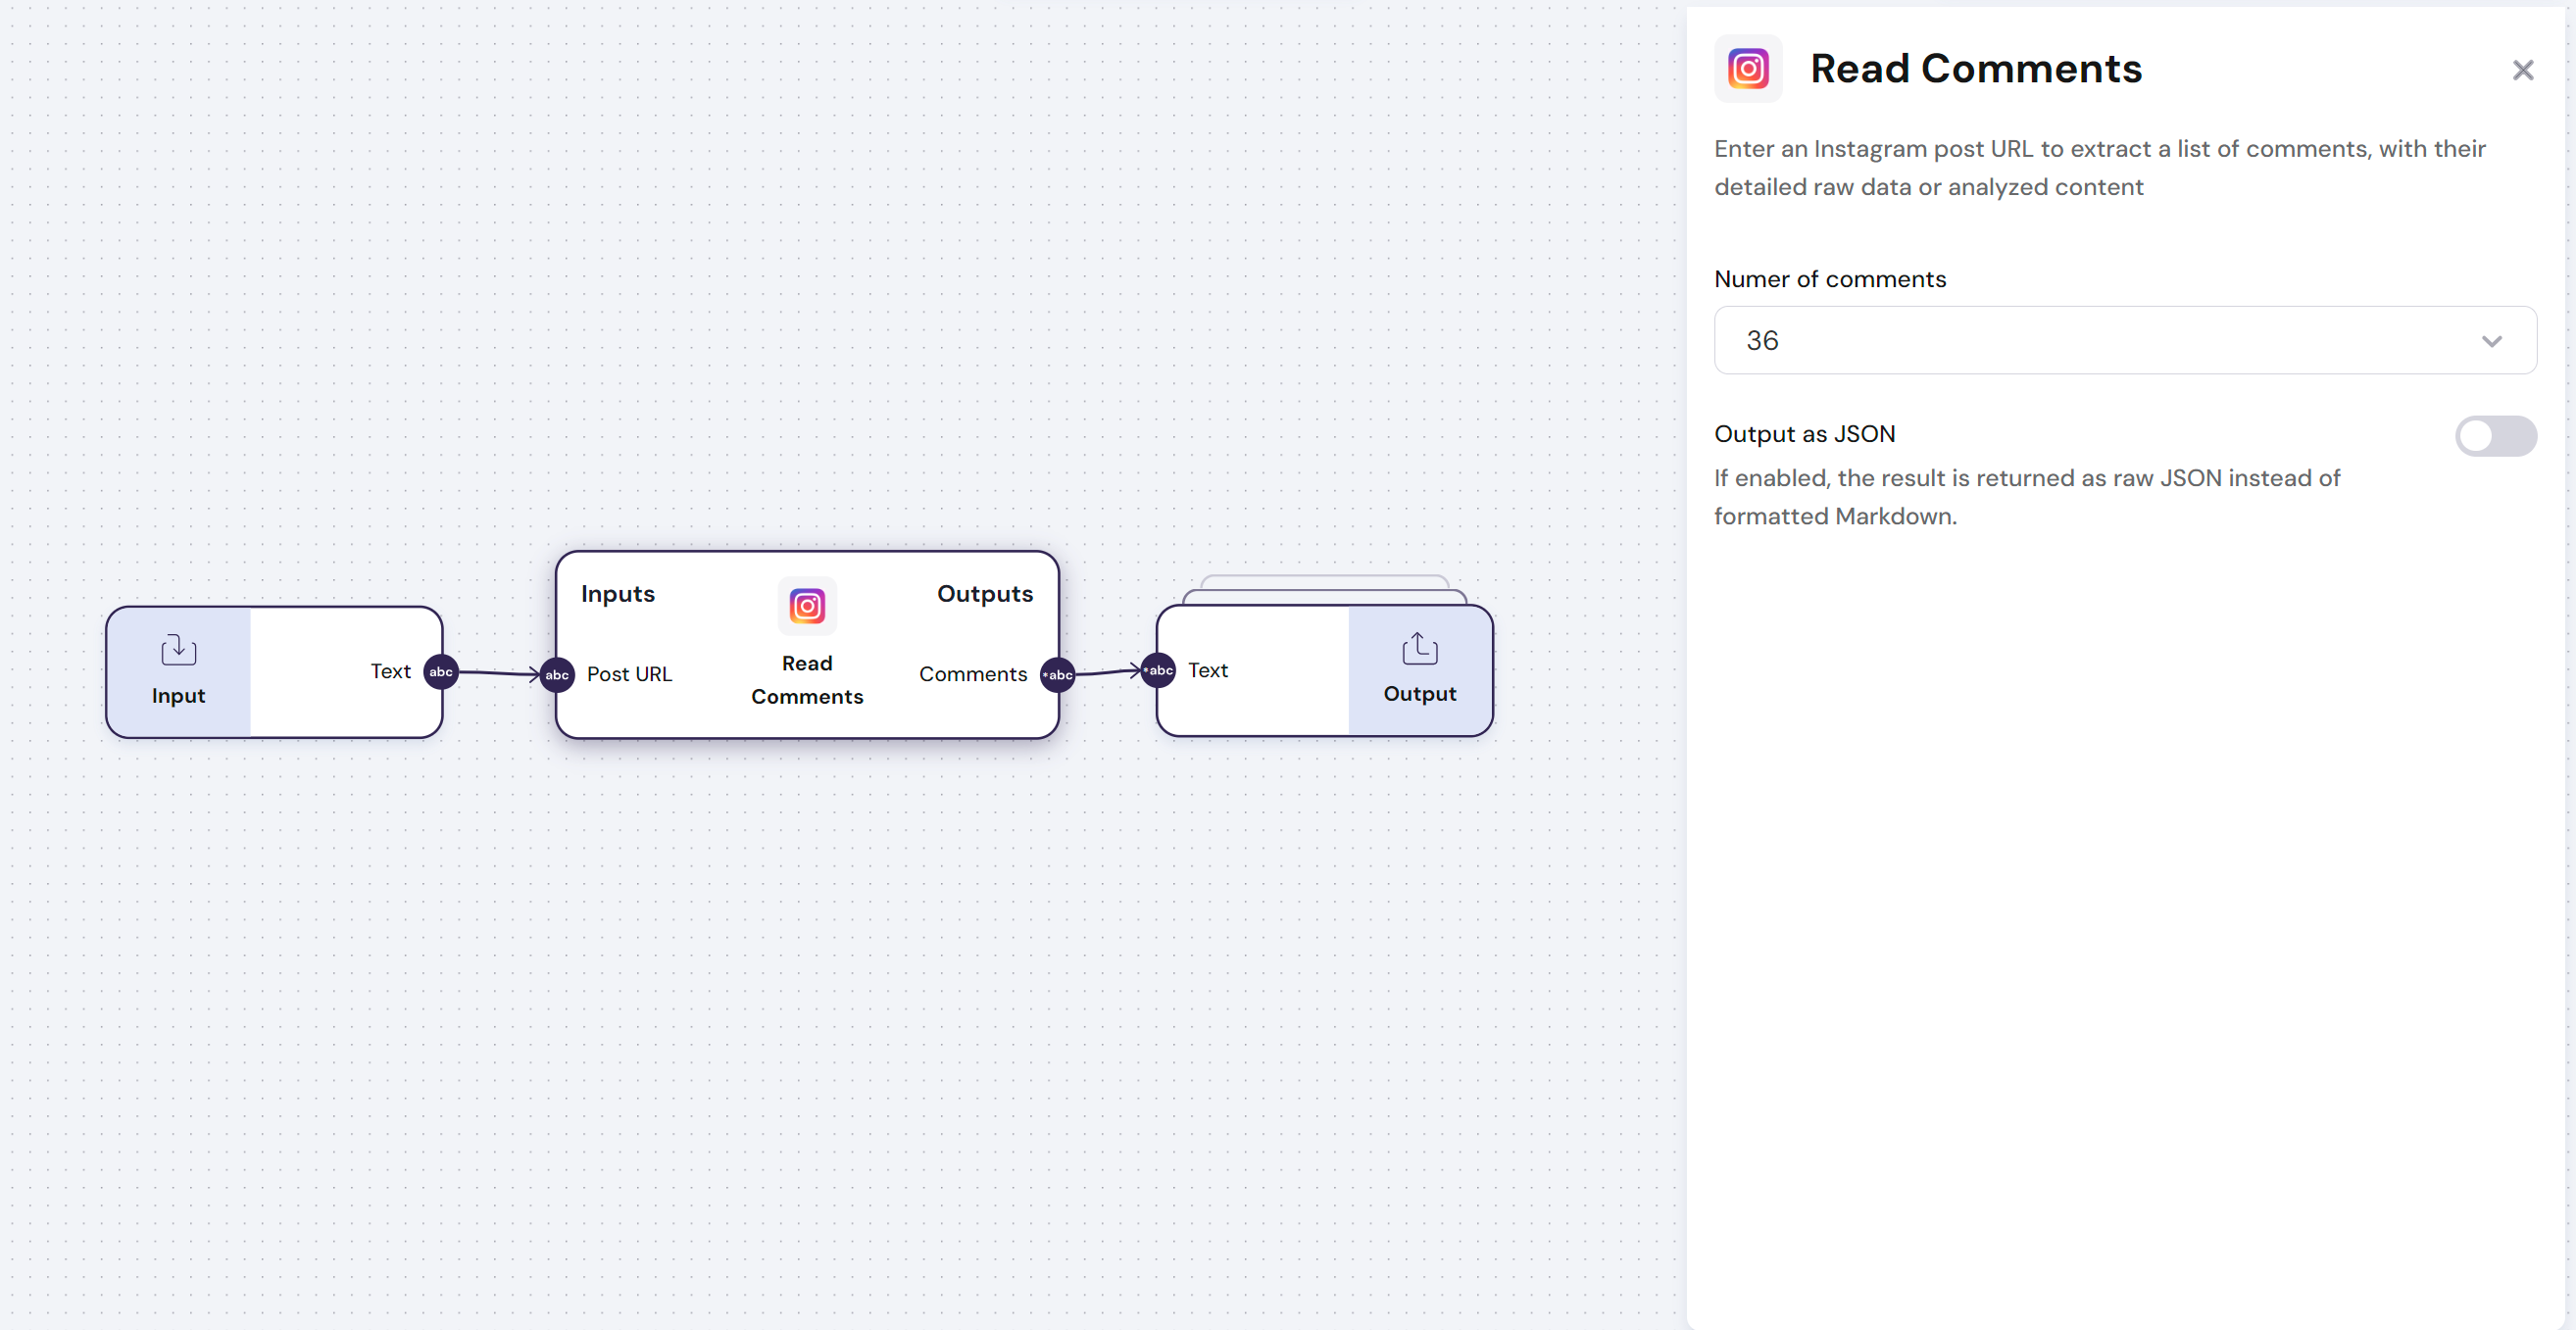 Input
Text
abc
abc
Inputs
Post URL
Read
Comments
Outputs
Comments
*abc
*abc
Text
Output
Read Comments
Enter an Instagram post URL to extract a list of comments, with their
detailed raw data or analyzed content
Numer of comments
36
Output as JSON
If enabled, the result is returned as raw JSON instead of
formatted Markdown.